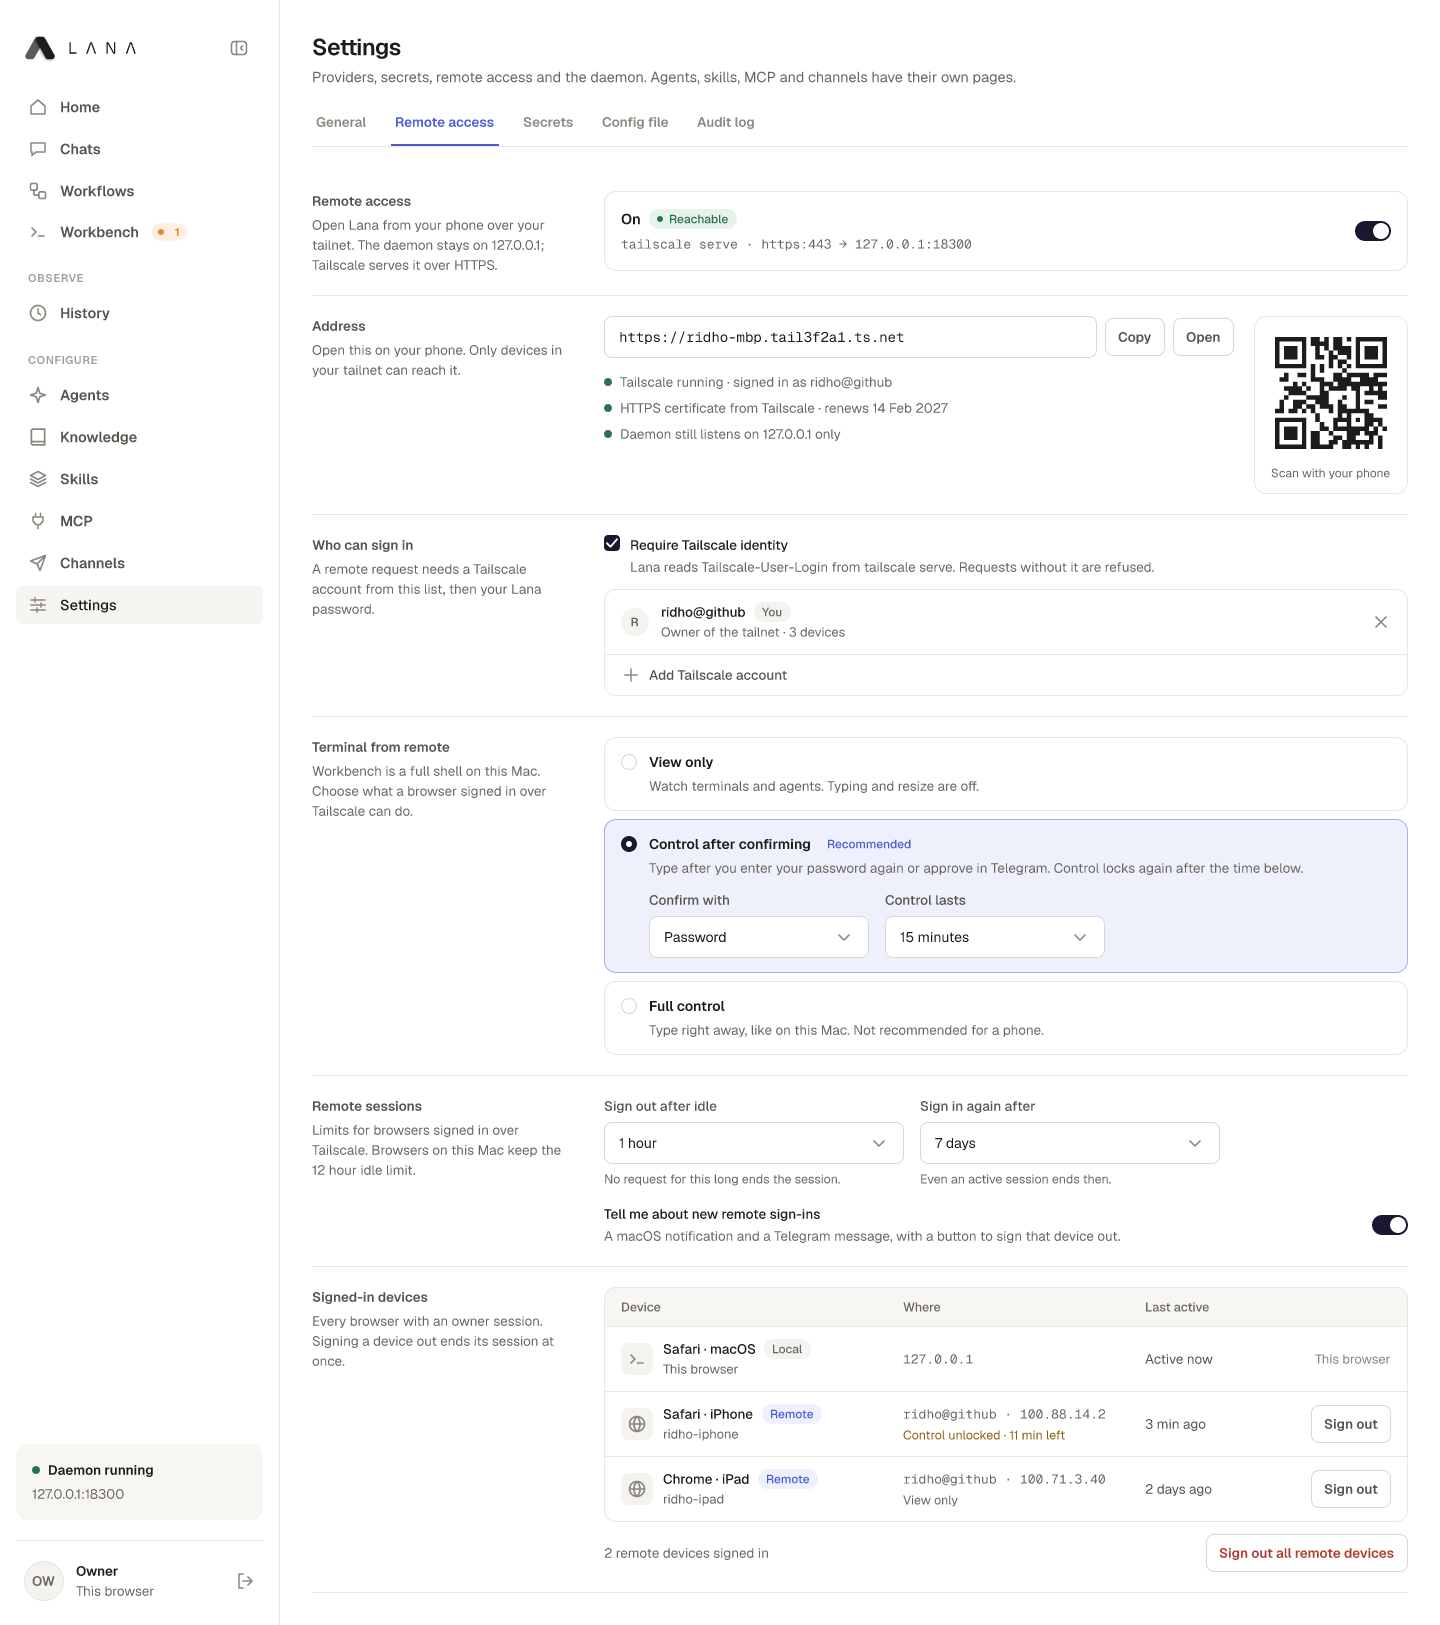 LANA
Home
Chats
Workflows
Workbench 1
OBSERVE
History
CONFIGURE
Agents
Knowledge
Skills
MCP
Channels
Settings
Daemon running
127.0.0.1:18300
OW
Owner
This browser
Settings
Providers, secrets, remote access and the daemon. Agents, skills, MCP and channels have their own pages.
General Remote access Secrets Config file Audit log
Remote access
Open Lana from your phone over your
tailnet. The daemon stays on 127.0.0.1;
Tailscale serves it over HTTPS.
On Reachable
tailscale serve · https:443 → 127.0.0.1:18300
Address
Open this on your phone. Only devices in
your tailnet can reach it.
https://ridho-mbp.tail3f2a1.ts.net Copy Open
Tailscale running · signed in as ridho@github
HTTPS certificate from Tailscale · renews 14 Feb 2027
Daemon still listens on 127.0.0.1 only
Scan with your phone
Who can sign in
A remote request needs a Tailscale
account from this list, then your Lana
password.
Require Tailscale identity
Lana reads Tailscale-User-Login from tailscale serve. Requests without it are refused.
R
ridho@github You
Owner of the tailnet · 3 devices
Add Tailscale account
Terminal from remote
Workbench is a full shell on this Mac.
Choose what a browser signed in over
Tailscale can do.
View only
Watch terminals and agents. Typing and resize are off.
Control after confirming Recommended
Type after you enter your password again or approve in Telegram. Control locks again after the time below.
Confirm with Control lasts
Password 15 minutes
Full control
Type right away, like on this Mac. Not recommended for a phone.
Remote sessions
Limits for browsers signed in over
Tailscale. Browsers on this Mac keep the
12 hour idle limit.
Sign out after idle Sign in again after
1 hour 7 days
No request for this long ends the session. Even an active session ends then.
Tell me about new remote sign-ins
A macOS notification and a Telegram message, with a button to sign that device out.
Signed-in devices
Every browser with an owner session.
Signing a device out ends its session at
once.
Device Where Last active
Safari · macOS Local
This browser
127.0.0.1
Active now
This browser
Safari · iPhone Remote
ridho-iphone
ridho@github · 100.88.14.2
Control unlocked · 11 min left
3 min ago
Sign out
Chrome · iPad Remote
ridho-ipad
ridho@github · 100.71.3.40
View only
2 days ago
Sign out
2 remote devices signed in
Sign out all remote devices